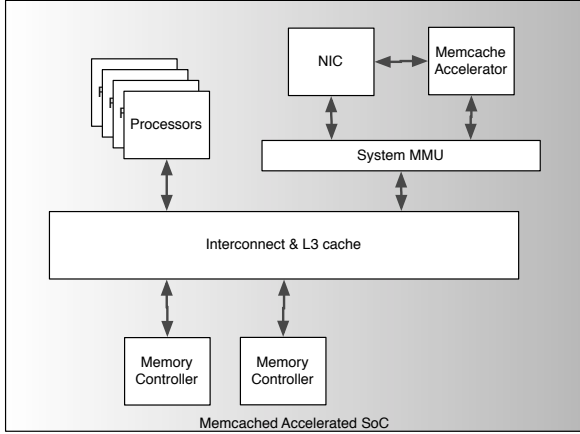 NIC
Memcache
Accelerator
Processors
System MMU
Interconnect & L3 cache
Memory
Controller
Memory
Controller
Memcached Accelerated SoC